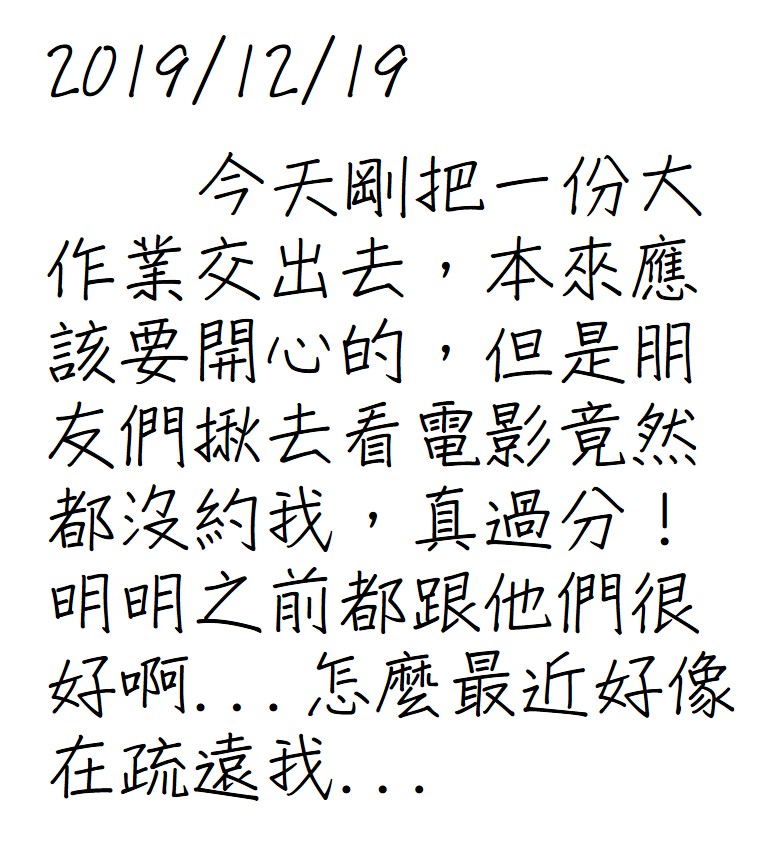 2019/12/19
今天剛把一份大
作業交出去，本來應
該要開心的，但是朋
友們揪去看電影竟然
都沒約我，真過分！
明明之前都跟他們很
好啊...怎麼最近好像
在疏遠我...